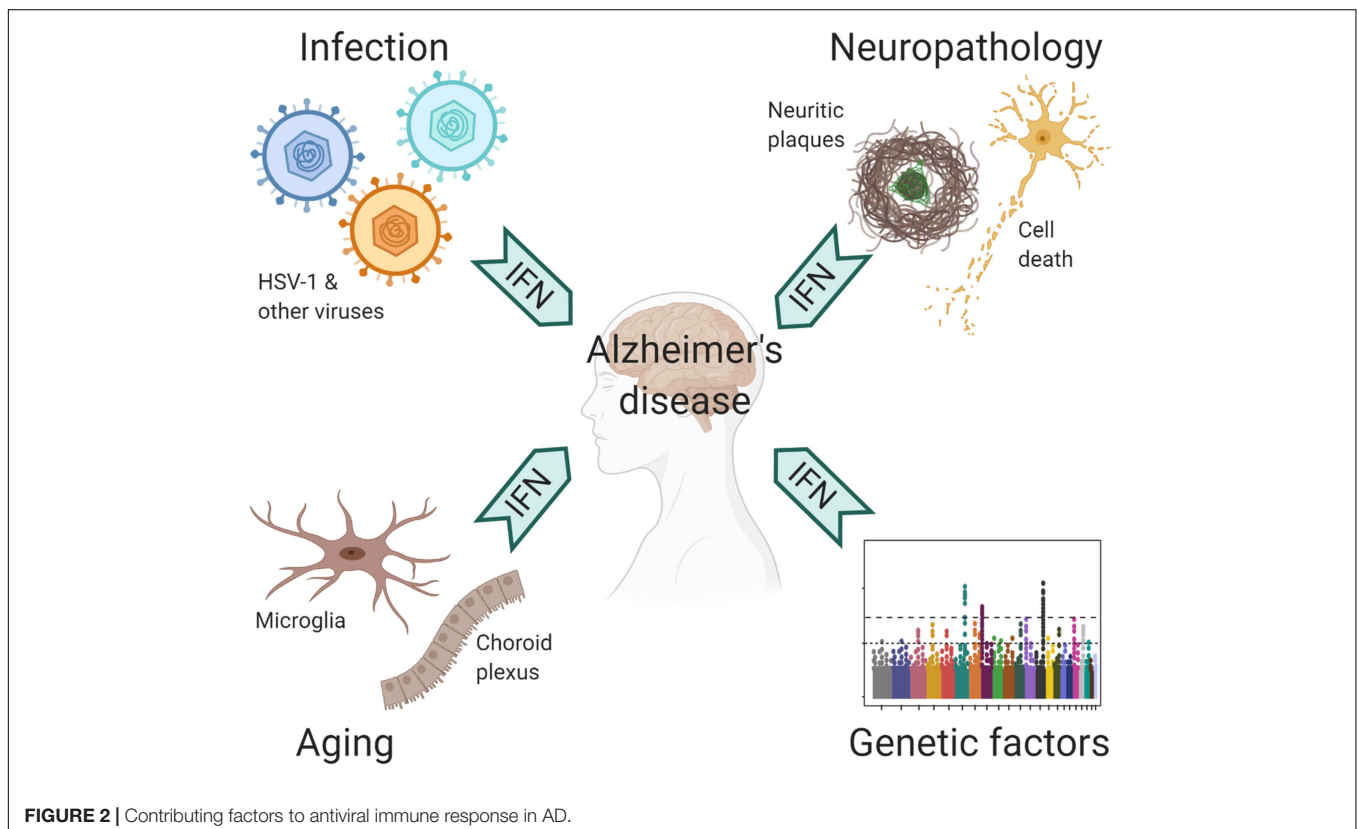 Infection
Neuropathology
Neuritic
plaques
Cell
death
HSV-1 &
other viruses
IFN
IFN
Alzheimer's
disease
IFN
IFN
Microglia
Choroid
plexus
Aging
Genetic factors
FIGURE 2 | Contributing factors to antiviral immune response in AD.